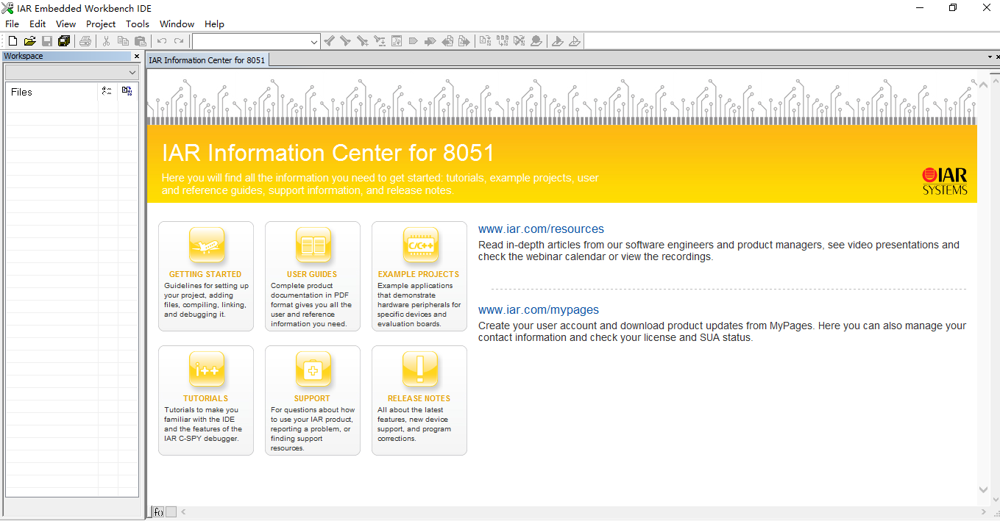 IAR Embedded Workbench IDE
File Edit View Project Tools Window Help
Workspace
IAR Information Center for 8051
Files
IAR Information Center for 8051
Here you will find all the information you need to get started: tutorials, example projects, user
and reference guides, support information, and release notes.
IAR
SYSTEMS
GETTING STARTED
Guidelines for setting up
your project, adding
files, compiling, linking,
and debugging it.
USER GUIDES
Complete product
documentation in PDF
format gives you all the
user and reference
information you need.
C/C++
EXAMPLE PROJECTS
Example applications
that demonstrate
hardware peripherals for
specific devices and
evaluation boards.
www.iar.com/resources
Read in-depth articles from our software engineers and product managers, see video presentations and
check the webinar calendar or view the recordings.
www.iar.com/mypages
Create your user account and download product updates from MyPages. Here you can also manage your
contact information and check your license and SUA status.
i++
TUTORIALS
Tutorials to make you
familiar with the IDE
and the features of the
IAR C-SPY debugger.
SUPPORT
For questions about how
to use your IAR product,
reporting a problem, or
finding support
resources.
RELEASE NOTES
All about the latest
features, new device
support, and program
corrections.
f()